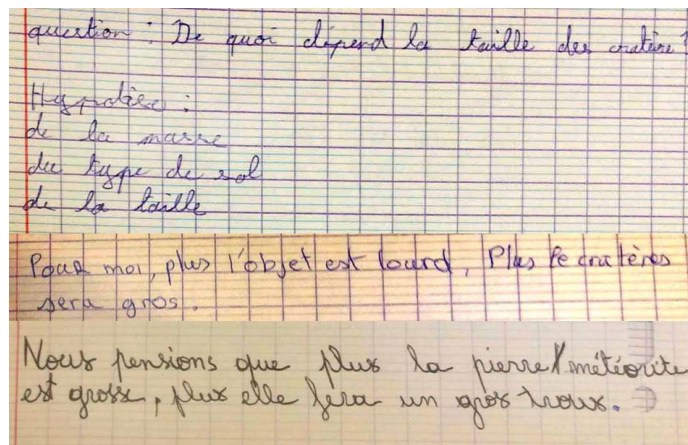 question : De quoi dépend la taille des cratère ?
Hypotèse :
de la masse
du type de sol
de la taille
Pour moi, plus l'objet est lourd, Plus le cratères
sera gros.
Nous pensions que plus la pierre / météorite
est grosse, plus elle fera un gros troux.